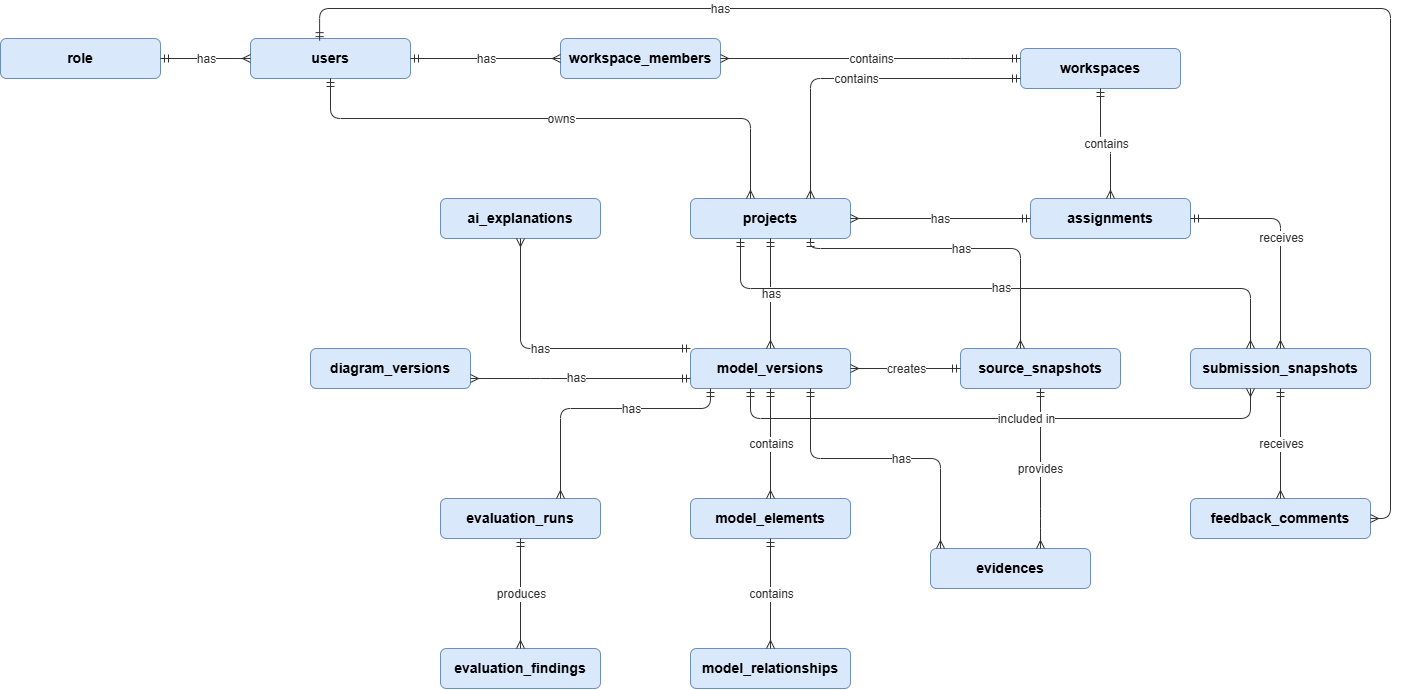 has
role
has
users
has
workspace_members
contains
workspaces
contains
owns
contains
ai_explanations
projects
has
assignments
receives
has
has
has
has
diagram_versions
has
model_versions
creates
source_snapshots
submission_snapshots
has
included in
contains
receives
has
provides
evaluation_runs
model_elements
feedback_comments
evidences
produces
contains
evaluation_findings
model_relationships